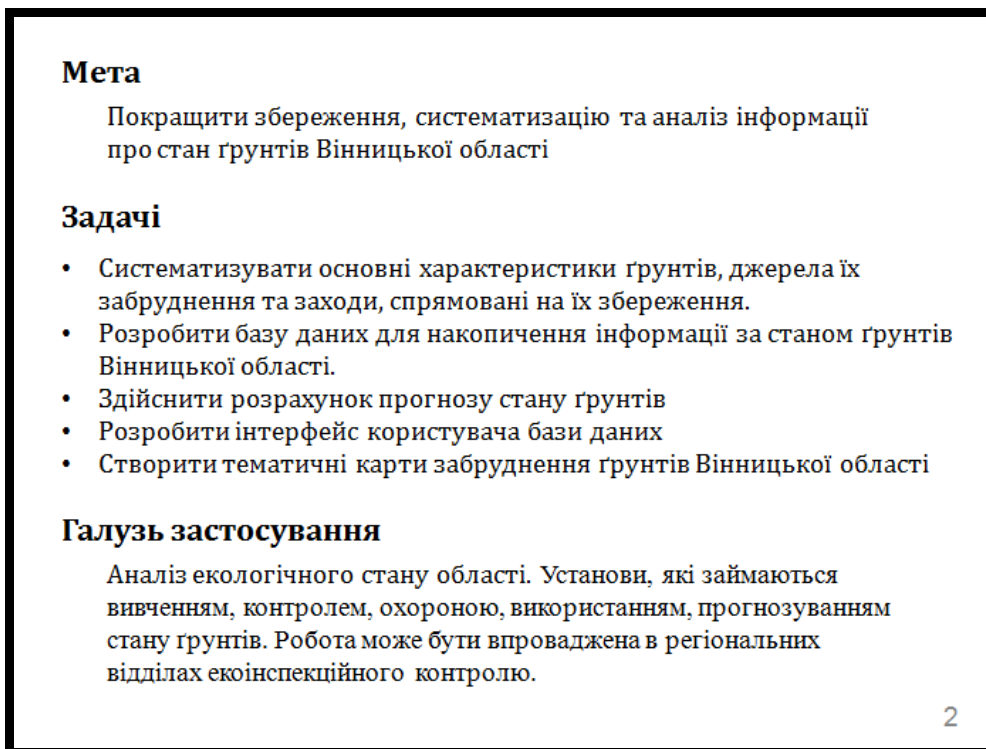 Мета
Покращити збереження, систематизацію та аналіз інформації
про стан ґрунтів Вінницької області
Задачі
• Систематизувати основні характеристики ґрунтів, джерела їх
забруднення та заходи, спрямовані на їх збереження.
• Розробити базу даних для накопичення інформації за станом ґрунтів
Вінницької області.
• Здійснити розрахунок прогнозу стану ґрунтів
• Розробити інтерфейс користувача бази даних
• Створити тематичні карти забруднення ґрунтів Вінницької області
Галузь застосування
Аналіз екологічного стану області. Установи, які займаються
вивченням, контролем, охороною, використанням, прогнозуванням
стану ґрунтів. Робота може бути впроваджена в регіональних
відділах екоінспекційного контролю.
2